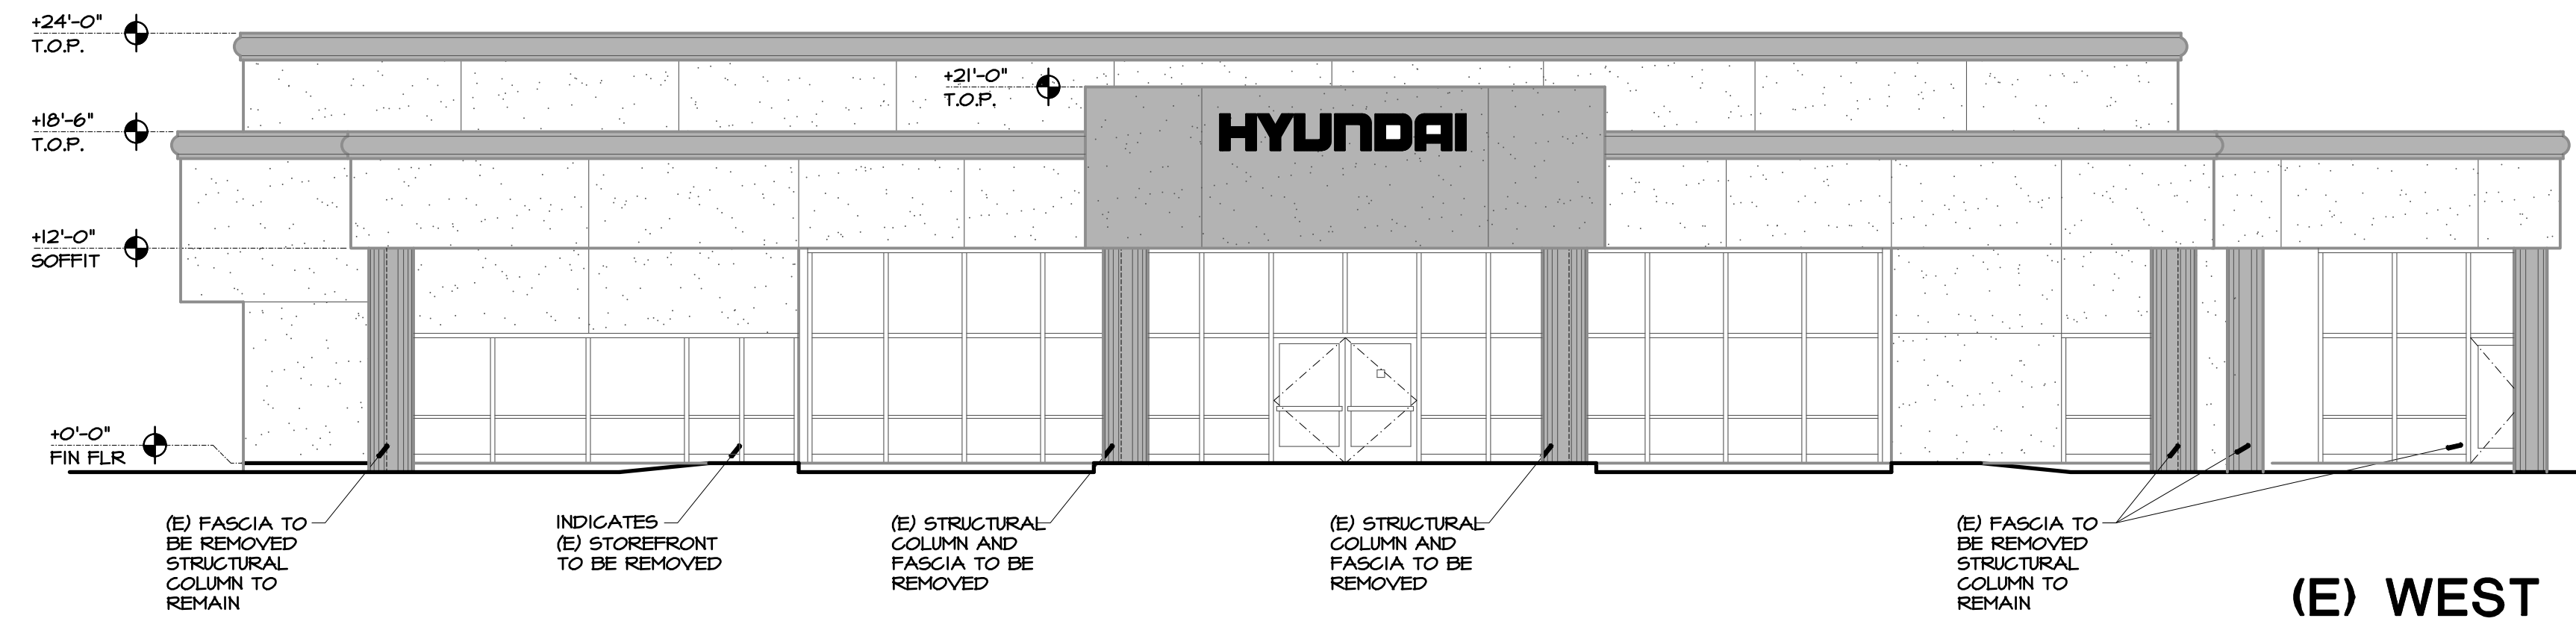 +24'-0"
T.O.P.
+21'-0"
T.O.P.
HYUNDAI
+18'-6"
T.O.P.
+12'-0"
SOFFIT
+0'-0"
FIN FLR
(E) FASCIA TO
BE REMOVED
STRUCTURAL
COLUMN TO
REMAIN
INDICATES
(E) STOREFRONT
TO BE REMOVED
(E) STRUCTURAL
COLUMN AND
FASCIA TO BE
REMOVED
(E) STRUCTURAL
COLUMN AND
FASCIA TO BE
REMOVED
(E) FASCIA TO
BE REMOVED
STRUCTURAL
COLUMN TO
REMAIN
(E) WEST